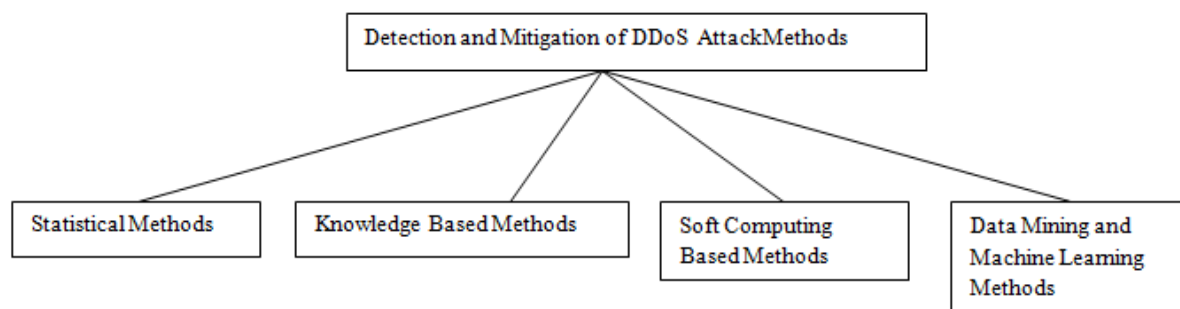 Detection and Mitigation of DDoS AttackMethods
Statistical Methods
Knowledge Based Methods
Soft Computing
Based Methods
Data Mining and
Machine Learning
Methods